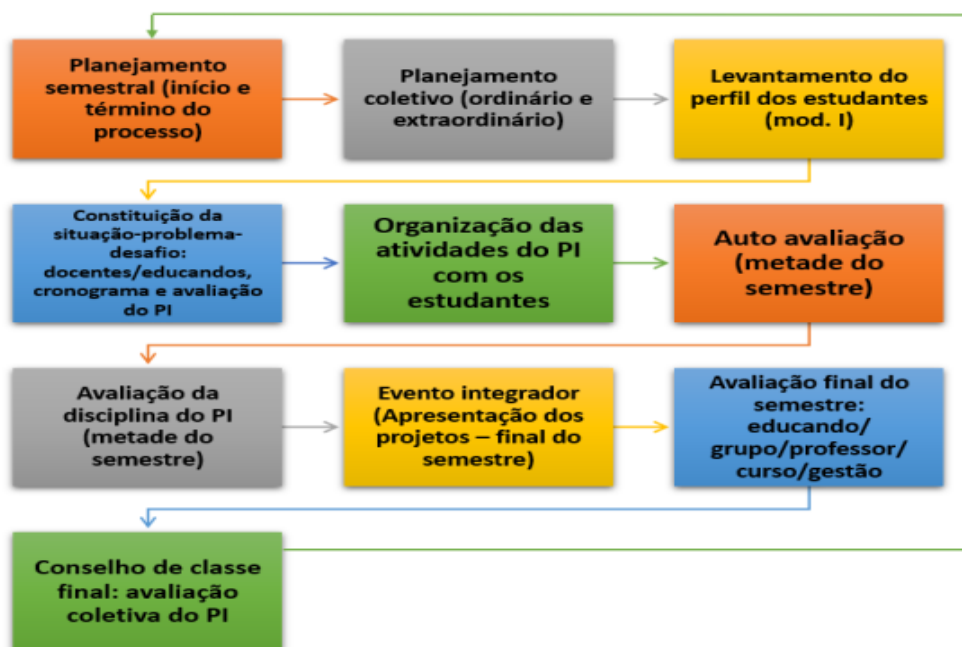 Planejamento
semestral (início e
término do
processo)
Planejamento
coletivo (ordinário e
extraordinário)
Levantamento do
perfil dos estudantes
(mod. I)
Constituição da
situação-problema-
desafio:
docentes/educandos,
cronograma e avaliação
do PI
Organização das
atividades do PI
com os
estudantes
Auto avaliação
(metade do
semestre)
Avaliação da
disciplina do PI
(metade do
semestre)
Evento integrador
(Apresentação dos
projetos – final do
semestre)
Avaliação final do
semestre:
educando/
grupo/professor/
curso/gestão
Conselho de classe
final: avaliação
coletiva do PI